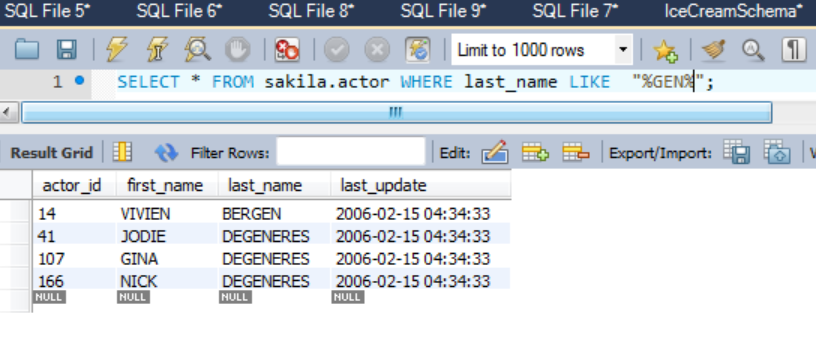 SQL File 5* SQL File 6* SQL File 8* SQL File 9* SQL File 7* IceCreamSchema*
Limit to 1000 rows
1 SELECT * FROM sakila.actor WHERE last_name LIKE "%GEN%";
Result Grid Filter Rows: Edit: Export/Import:
actor_id first_name last_name last_update
14 VIVIEN BERGEN 2006-02-15 04:34:33
41 JODIE DEGENERES 2006-02-15 04:34:33
107 GINA DEGENERES 2006-02-15 04:34:33
166 NICK DEGENERES 2006-02-15 04:34:33
NULL NULL NULL NULL